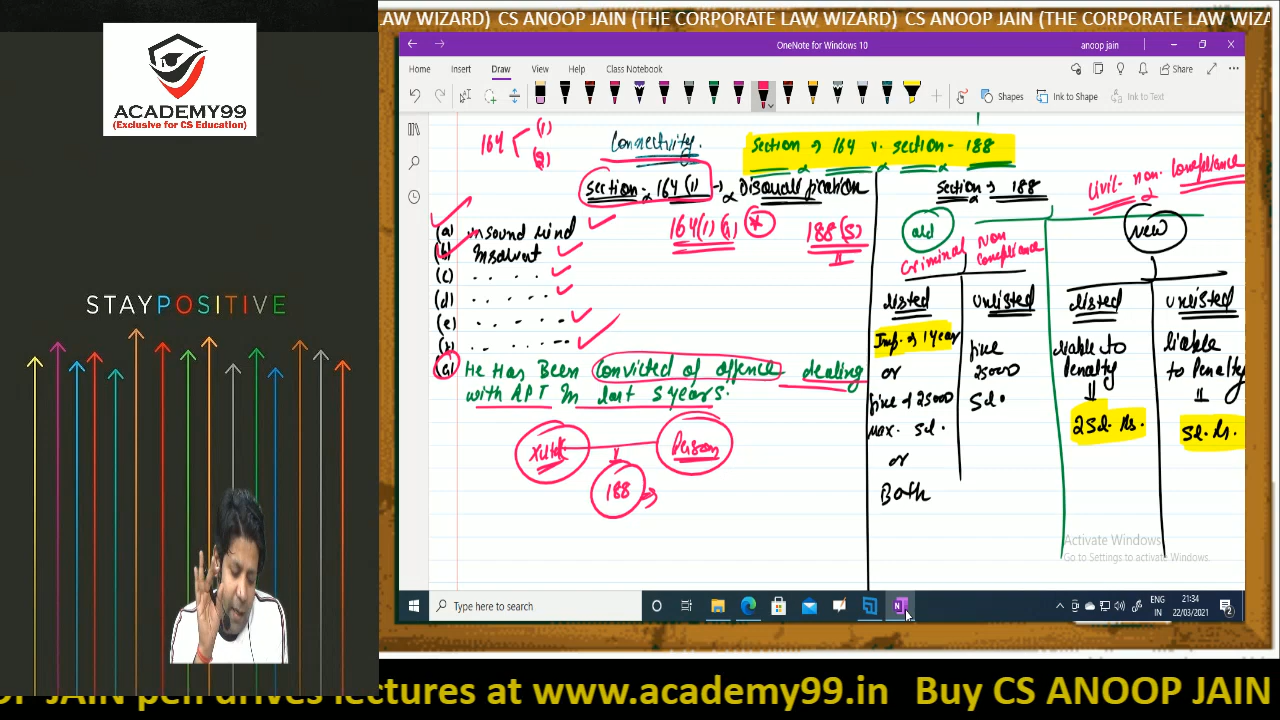 LAW WIZARD) CS ANOOP JAIN (THE CORPORATE LAW WIZARD) CS ANOOP JAIN (THE CORPORATE LAW WIZA
ACADEMY99
(Exclusive for CS Education)
STAYPOSITIVE
OneNote for Windows 10
anoop jain
Home Insert Draw View Help Class Notebook
Share
Shapes Ink to Shape Ink to Text
164 (1)
(2)
Connectivity.
Section → 164 v. section - 188
section - 164 (1) → Disqualification
(a) unsound mind
(b) Insolvent
(c) . . . . .
(d) . . . . .
(e)
(g) He Has Been Convicted of offence dealing
with RPT In last 5 years.
164(1)(g) * 188(5)
Person
188
Section → 188
Civil - non - Compliance
old
New
Criminal Non Compliance
listed
unlisted
listed
unlisted
Imp. of 1 year
or
fine of 25000
max. 5l.
or
Both
fine
25000
5l.
liable to
Penalty
25l. Rs.
liable
to Penalty
5l. Rs.
Activate Windows
Go to Settings to activate Windows.
Type here to search
N
ENG
IN
21:34
22/03/2021
2
OP JAIN pen drives lectures at www.academy99.in Buy CS ANOOP JAIN